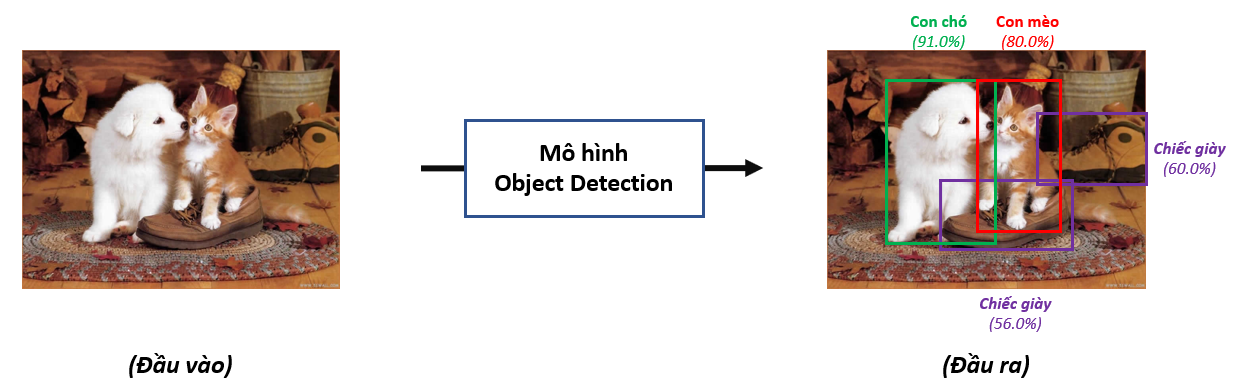 Con chó
(91.0%)
Con mèo
(80.0%)
Mô hình
Object Detection
Chiếc giày
(60.0%)
Chiếc giày
(56.0%)
(Đầu vào)
(Đầu ra)